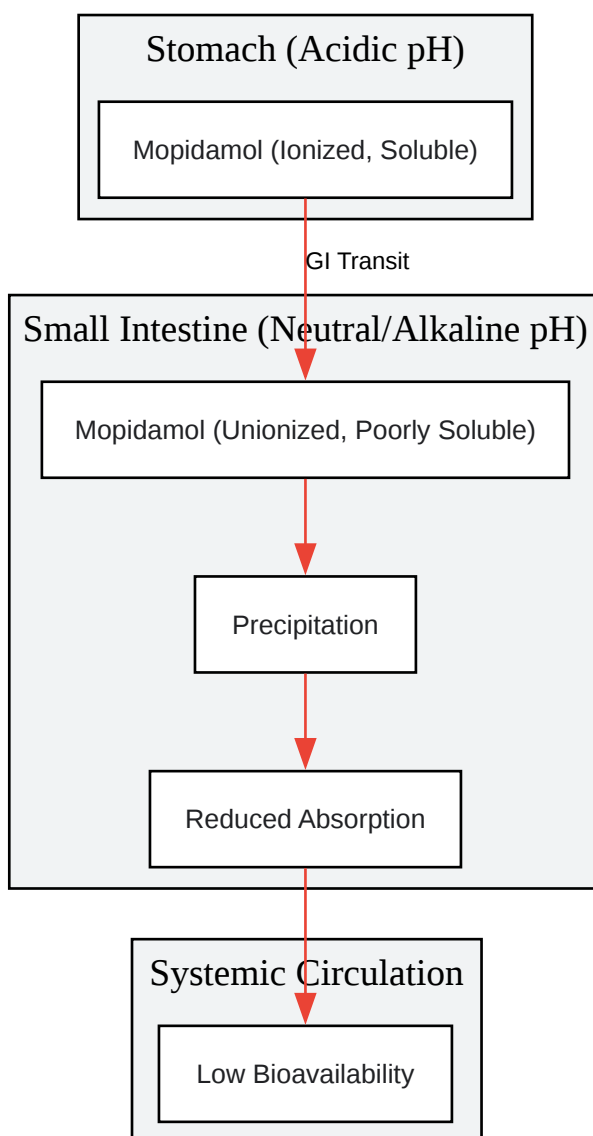 Stomach (Acidic pH)
Mopidamol (Ionized, Soluble)
GI Transit
Small Intestine (Neutral/Alkaline pH)
Mopidamol (Unionized, Poorly Soluble)
Precipitation
Reduced Absorption
Systemic Circulation
Low Bioavailability